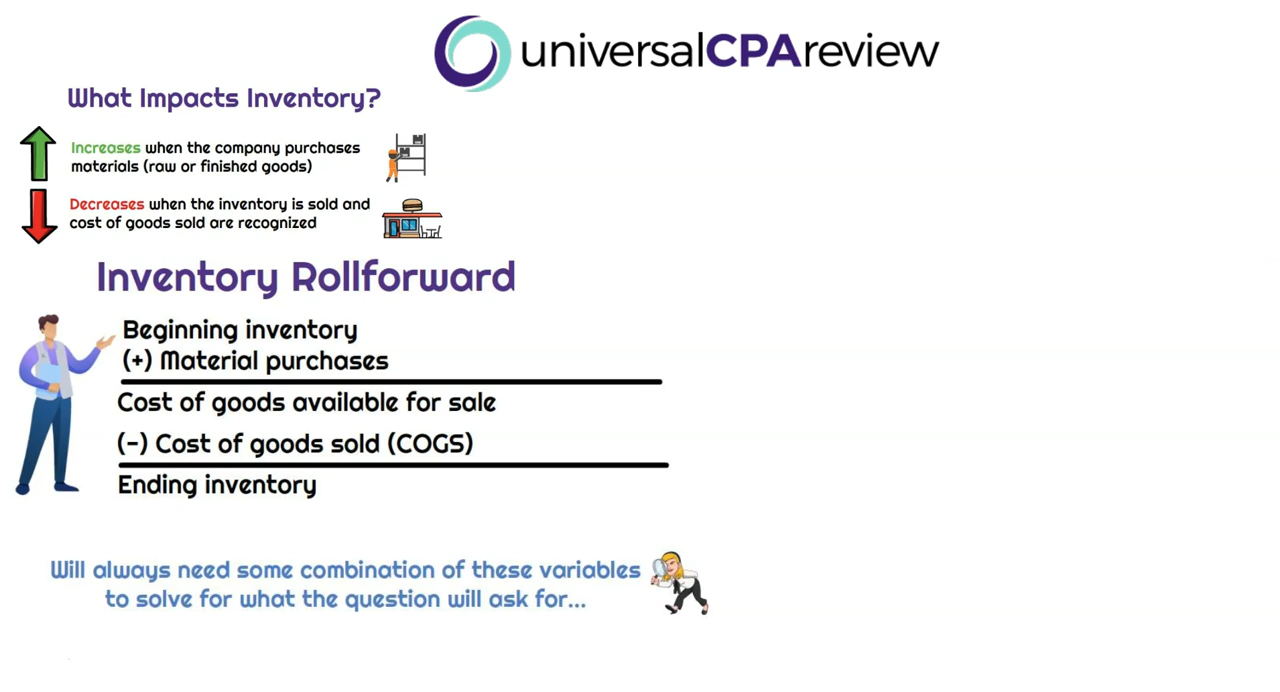 universalCPAreview
What Impacts Inventory?
Increases when the company purchases
materials (raw or finished goods)
Decreases when the inventory is sold and
cost of goods sold are recognized
Inventory Rollforward
Beginning inventory
(+) Material purchases
Cost of goods available for sale
(-) Cost of goods sold (COGS)
Ending inventory
Will always need some combination of these variables
to solve for what the question will ask for...